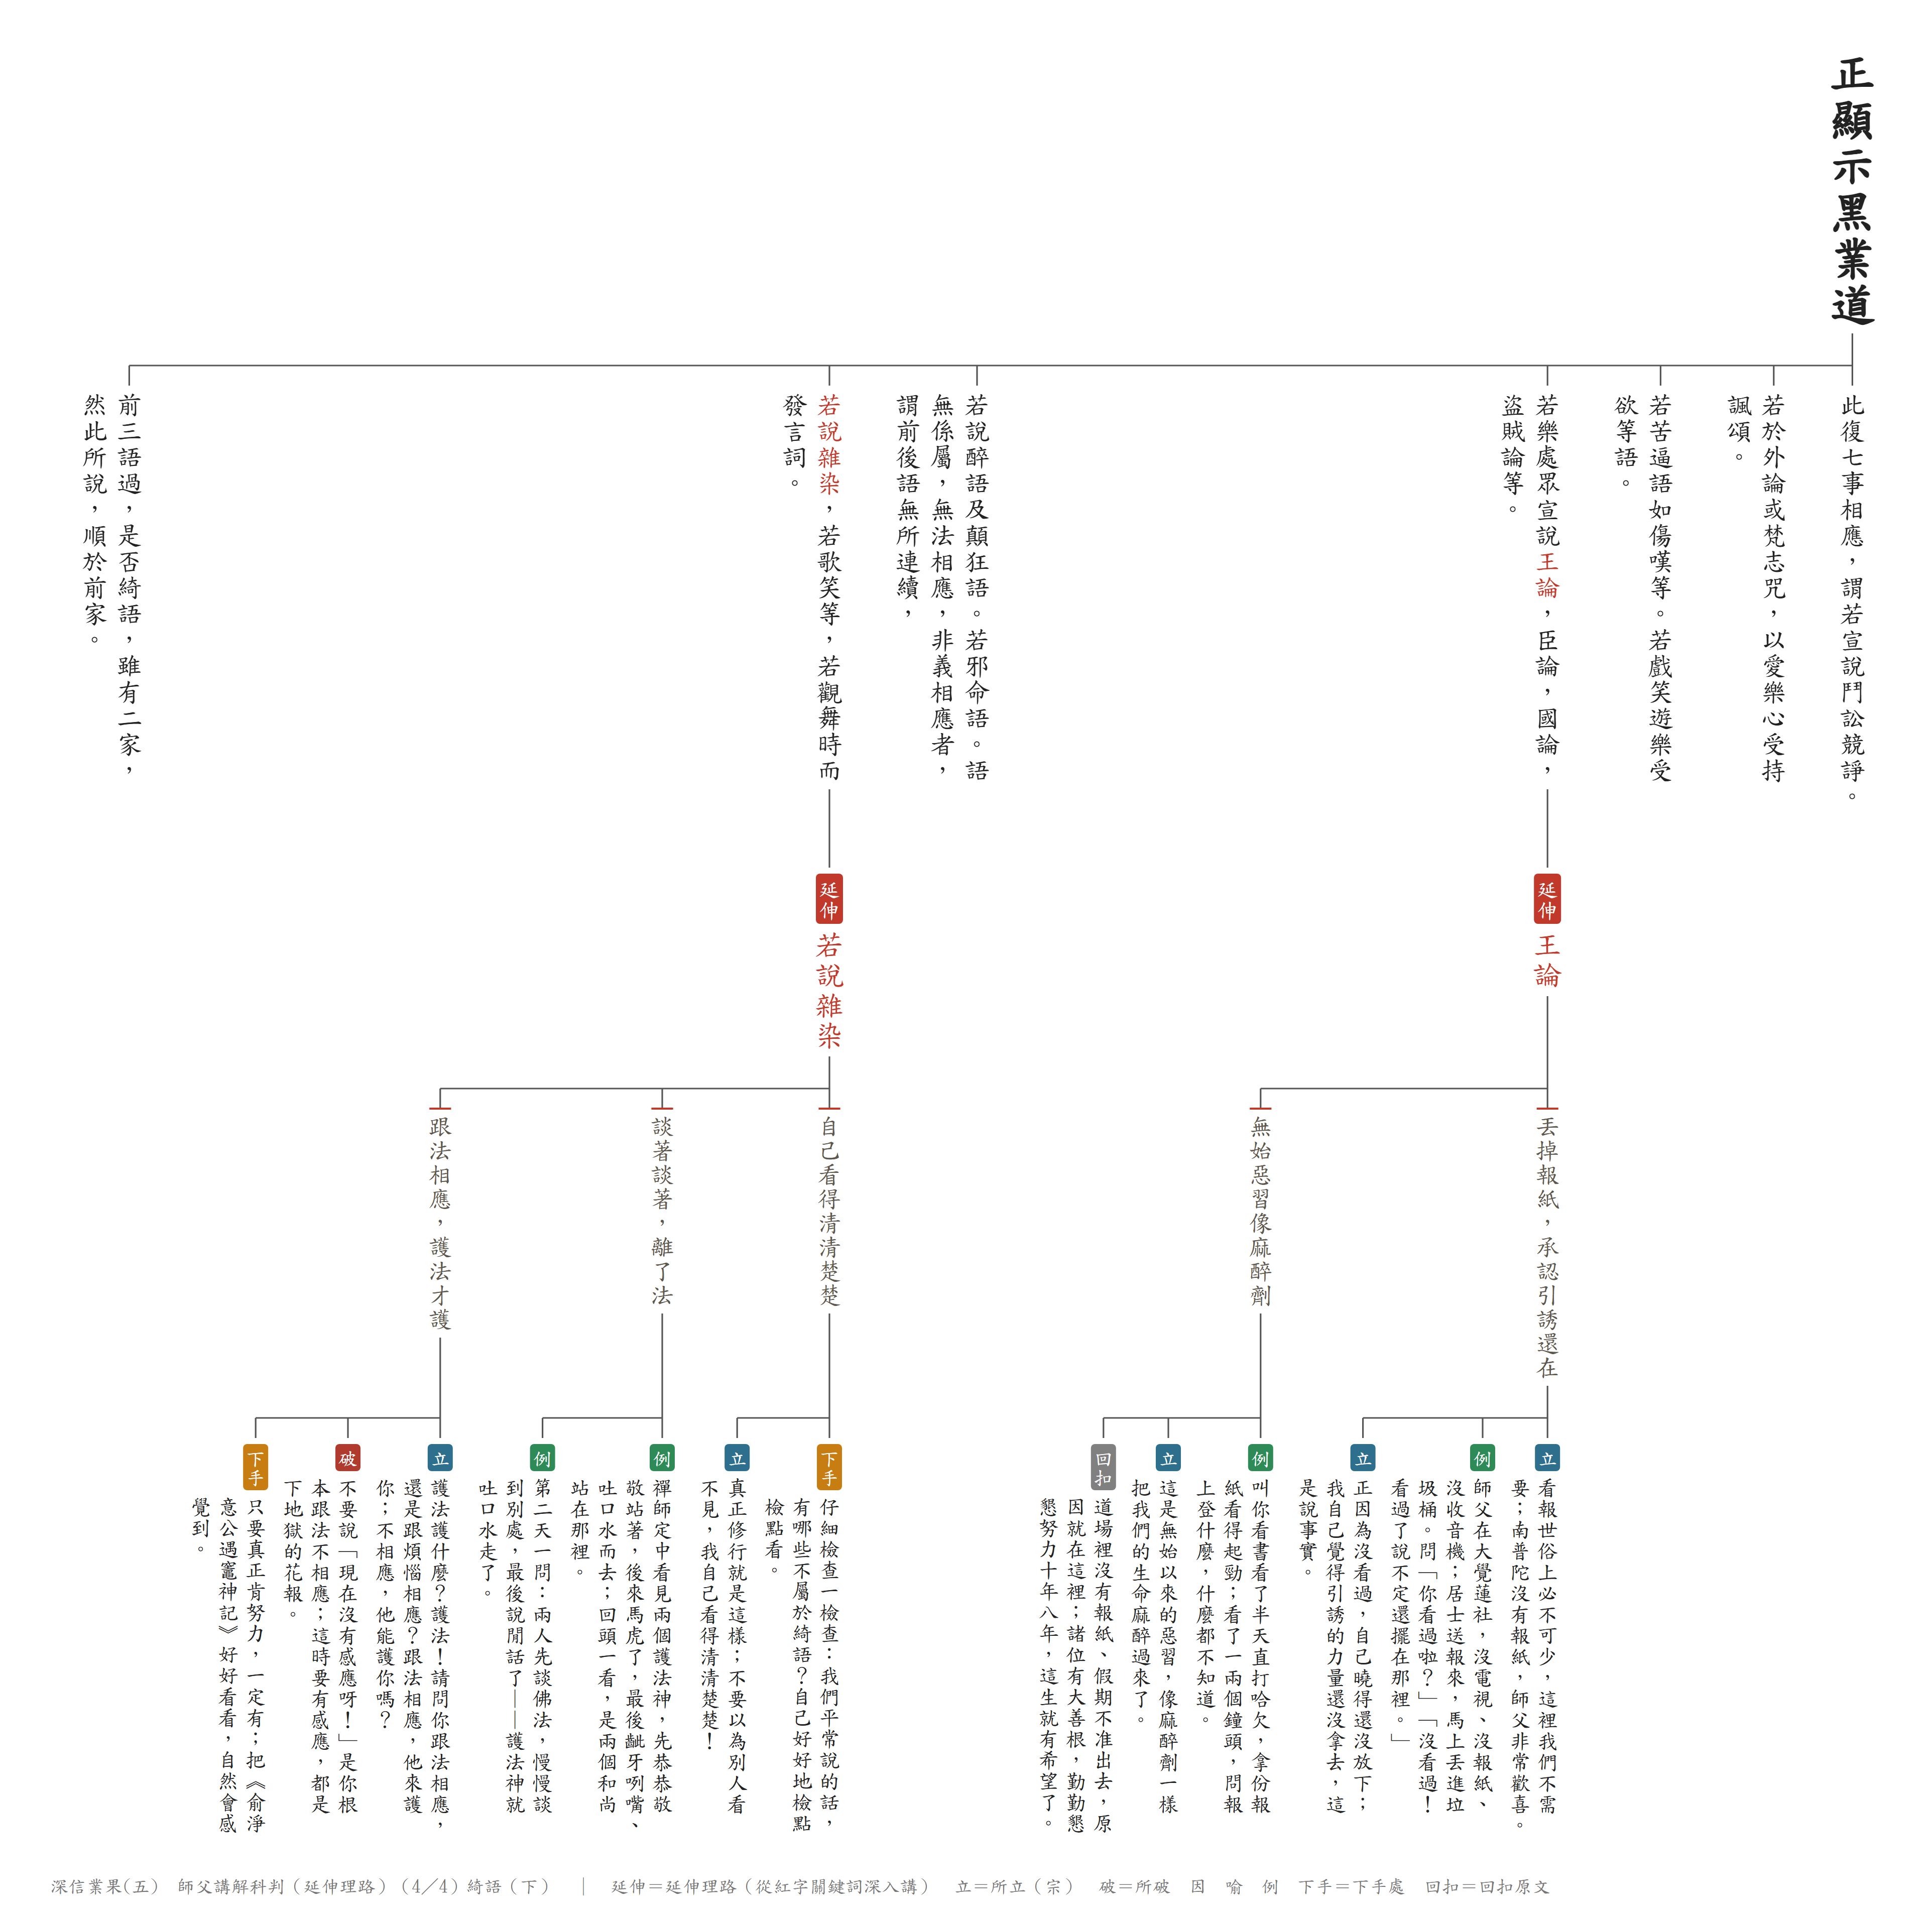 正顯示黑業道
此復七事相應，謂若宣說鬥訟競諍。
若於外論或梵志咒，以愛樂心受持
諷頌。
若苦逼語如傷嘆等。若戲笑遊樂受
欲等語。
若樂處眾宣說王論，臣論，國論，
盜賊論等。
若說醉語及顛狂語。若邪命語。語
無係屬，無法相應，非義相應者，
謂前後語無所連續，
若說雜染，若歌笑等，若觀舞時而
發言詞。
前三語過，是否綺語，雖有二家，
然此所說，順於前家。
延伸
王論
丟掉報紙，承認引誘還在
立
看報世俗上必不可少，這裡我們不需
要；南普陀沒有報紙，師父非常歡喜。
例
師父在大覺蓮社，沒電視、沒報紙、
沒收音機；居士送報來，馬上丟進垃
圾桶。問「你看過啦？」「沒看過！
看過了說不定還擺在那裡。」
立
正因為沒看過，自己曉得還沒放下；
我自己覺得引誘的力量還沒拿去，這
是說事實。
無始惡習像麻醉劑
例
叫你看書看了半天直打哈欠，拿份報
紙看得起勁；看了一兩個鐘頭，問報
上登什麼，什麼都不知道。
立
這是無始以來的惡習，像麻醉劑一樣
把我們的生命麻醉過來了。
回扣
道場裡沒有報紙、假期不准出去，原
因就在這裡；諸位有大善根，勤勤懇
懇努力十年八年，這生就有希望了。
延伸
若說雜染
自己看得清清楚楚
下手
仔細檢查一檢查：我們平常說的話，
有哪些不屬於綺語？自己好好地檢點
檢點看。
立
真正修行就是這樣；不要以為別人看
不見，我自己看得清清楚楚！
談著談著，離了法
例
禪師定中看見兩個護法神，先恭恭敬
敬站著，後來馬虎了，最後齜牙咧嘴、
吐口水而去；回頭一看，是兩個和尚
站在那裡。
例
第二天一問：兩人先談佛法，慢慢談
到別處，最後說閒話了——護法神就
吐口水走了。
跟法相應，護法才護
立
護法護什麼？護法！請問你跟法相應，
還是跟煩惱相應？跟法相應，他來護
你；不相應，他能護你嗎？
破
不要說「現在沒有感應呀！」是你根
本跟法不相應；這時要有感應，都是
下地獄的花報。
下手
只要真正肯努力，一定有；把《俞淨
意公遇竈神記》好好看看，自然會感
覺到。
深信業果(五)　師父講解科判（延伸理路）（4／4）綺語（下）　｜　延伸＝延伸理路（從紅字關鍵詞深入講）　立＝所立（宗）　破＝所破　因　喻　例　下手＝下手處　回扣＝回扣原文